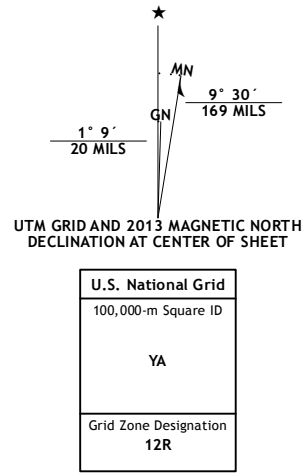 ★
MN
GN
1° 9´
20 MILS
9° 30´
169 MILS
UTM GRID AND 2013 MAGNETIC NORTH
DECLINATION AT CENTER OF SHEET
U.S. National Grid
100,000-m Square ID
YA
Grid Zone Designation
12R